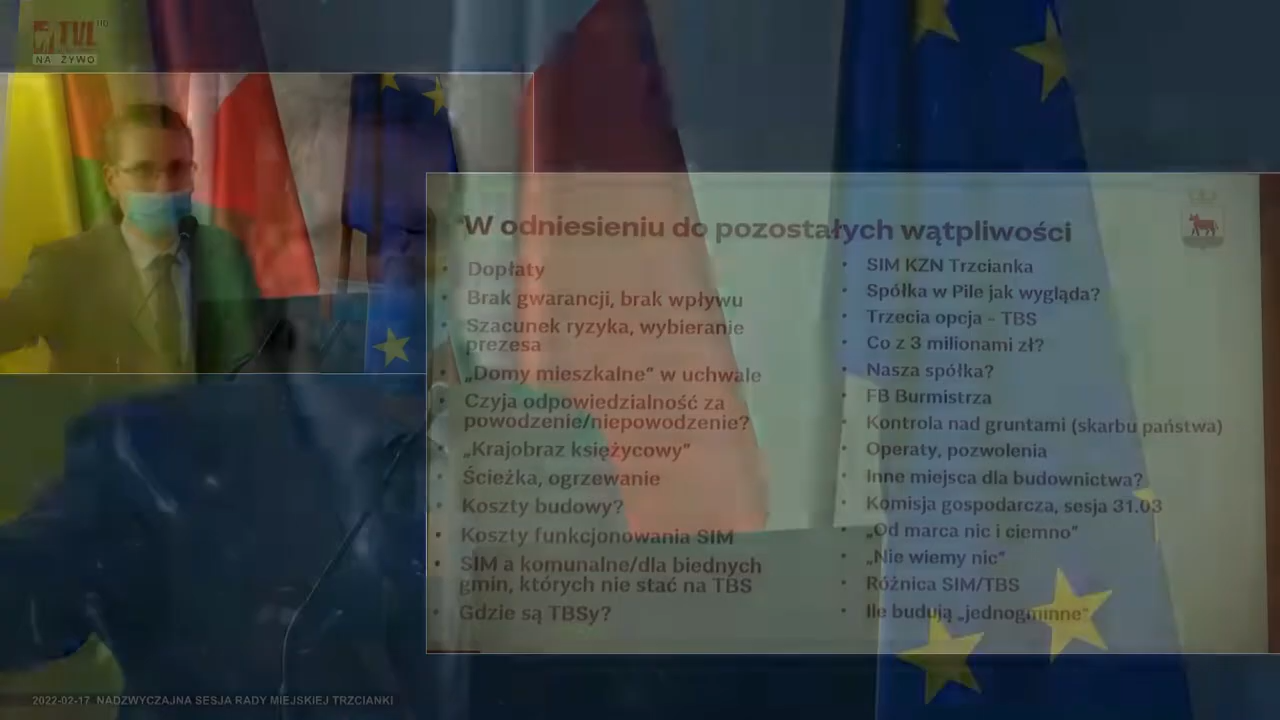 TVL HD
NA ŻYWO
W odniesieniu do pozostałych wątpliwości
• Dopłaty
• Brak gwarancji, brak wpływu
• Szacunek ryzyka, wybieranie
prezesa
• „Domy mieszkalne” w uchwale
• Czyja odpowiedzialność za
powodzenie/niepowodzenie?
• „Krajobraz księżycowy”
• Ścieżka, ogrzewanie
• Koszty budowy?
• Koszty funkcjonowania SIM
• SIM a komunalne/dla biednych
gmin, których nie stać na TBS
• Gdzie są TBSy?
• SIM KZN Trzcianka
• Spółka w Pile jak wygląda?
• Trzecia opcja - TBS
• Co z 3 milionami zł?
• Nasza spółka?
• FB Burmistrza
• Kontrola nad gruntami (skarbu państwa)
• Operaty, pozwolenia
• Inne miejsca dla budownictwa?
• Komisja gospodarcza, sesja 31.03
• „Od marca nic i ciemno”
• „Nie wiemy nic”
• Różnica SIM/TBS
• Ile budują „jednogminne”
2022-02-17 NADZWYCZAJNA SESJA RADY MIEJSKIEJ TRZCIANKI